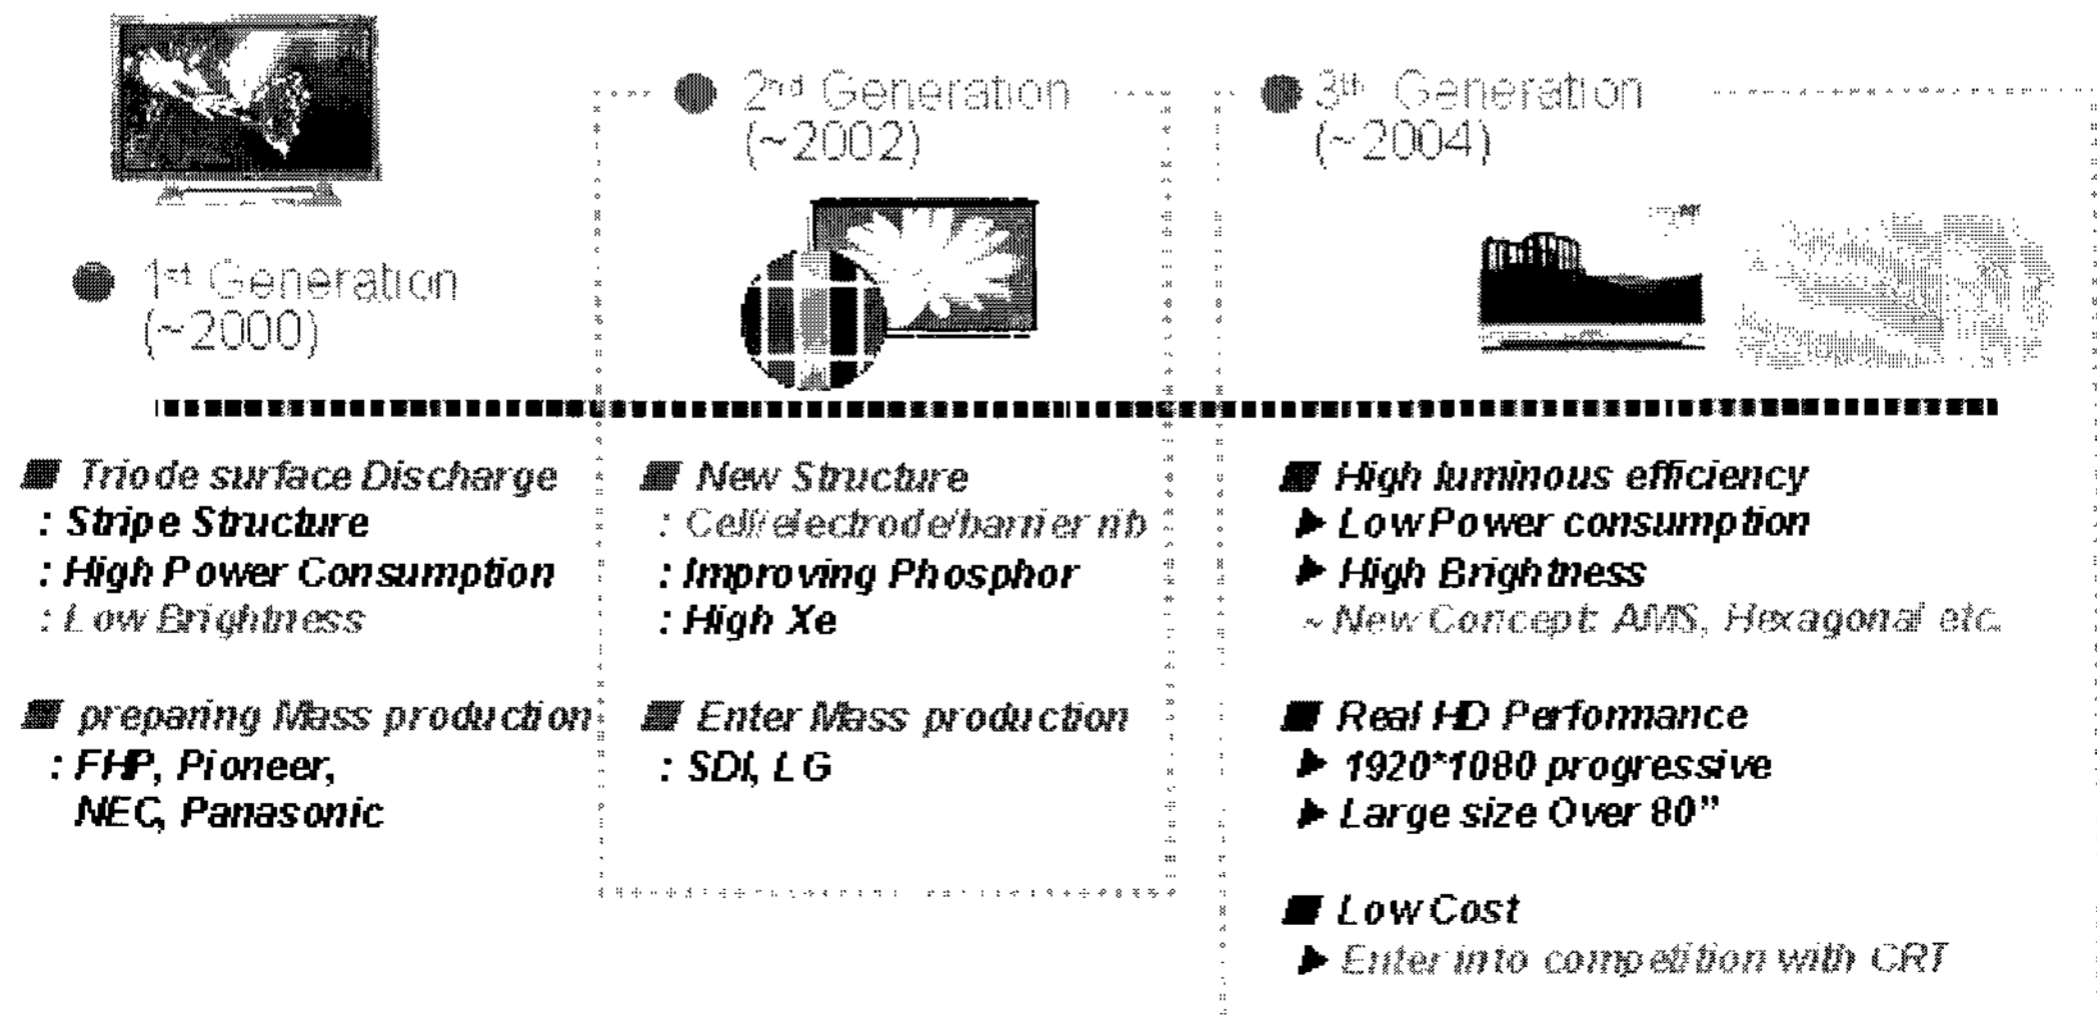 1st Generation
(~2000)
■ Triode surface Discharge
: Stripe Structure
: High Power Consumption
: Low Brightness
■ preparing Mass production
: FHP, Pioneer,
NEC, Panasonic
● 2nd Generation
(~2002)
■ New Structure
: Cell/electrode/barrier rib
: Improving Phosphor
: High Xe
■ Enter Mass production
: SDI, LG
● 3th Generation
(~2004)
■ High luminous efficiency
▶ Low Power consumption
▶ High Brightness
~ New Concept: AMS, Hexagonal etc.
■ Real HD Performance
▶ 1920*1080 progressive
▶ Large size Over 80”
■ Low Cost
▶ Enter into competition with CRT